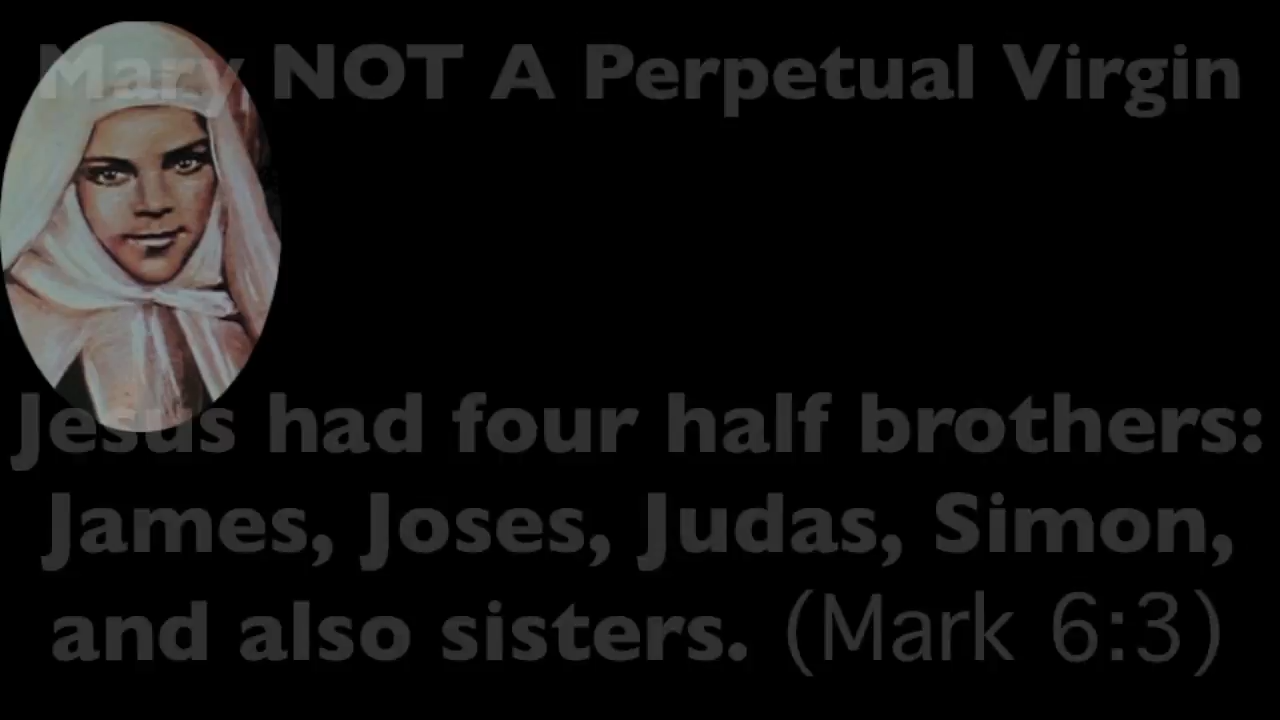 Mary, NOT A Perpetual Virgin
Jesus had four half brothers:
James, Joses, Judas, Simon,
and also sisters. (Mark 6:3)